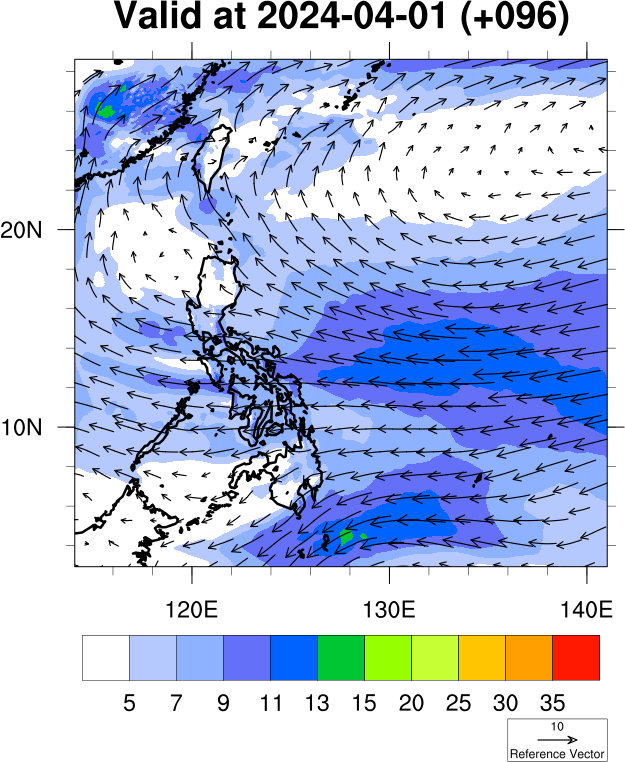 Valid at 2024-04-01 (+096)
20N
10N
120E 130E 140E
5 7 9 11 13 15 20 25 30 35
10
Reference Vector